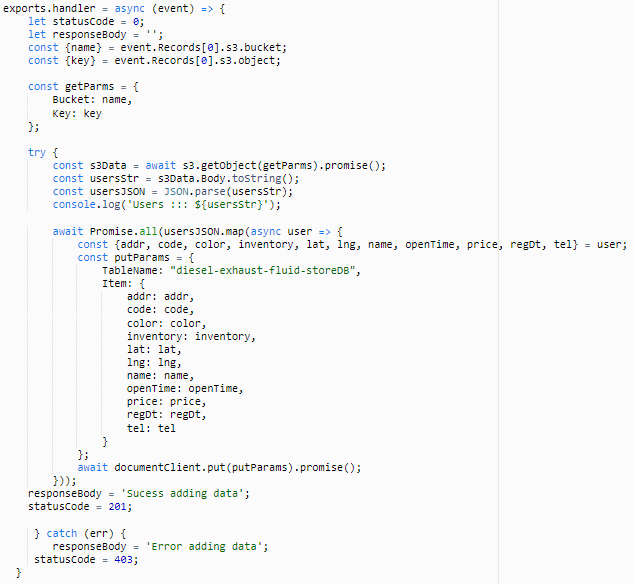 exports.handler = async (event) => {
let statusCode = 0;
let responseBody = '';
const {name} = event.Records[0].s3.bucket;
const {key} = event.Records[0].s3.object;
const getParms = {
Bucket: name,
Key: key
};
try {
const s3Data = await s3.getObject(getParms).promise();
const usersStr = s3Data.Body.toString();
const usersJSON = JSON.parse(usersStr);
console.log('Users ::: ${usersStr}');
await Promise.all(usersJSON.map(async user => {
const {addr, code, color, inventory, lat, lng, name, openTime, price, regDt, tel} = user;
const putParams = {
TableName: "diesel-exhaust-fluid-storeDB",
Item: {
addr: addr,
code: code,
color: color,
inventory: inventory,
lat: lat,
lng: lng,
name: name,
openTime: openTime,
price: price,
regDt: regDt,
tel: tel
}
};
await documentClient.put(putParams).promise();
}));
responseBody = 'Sucess adding data';
statusCode = 201;
} catch (err) {
responseBody = 'Error adding data';
statusCode = 403;
}